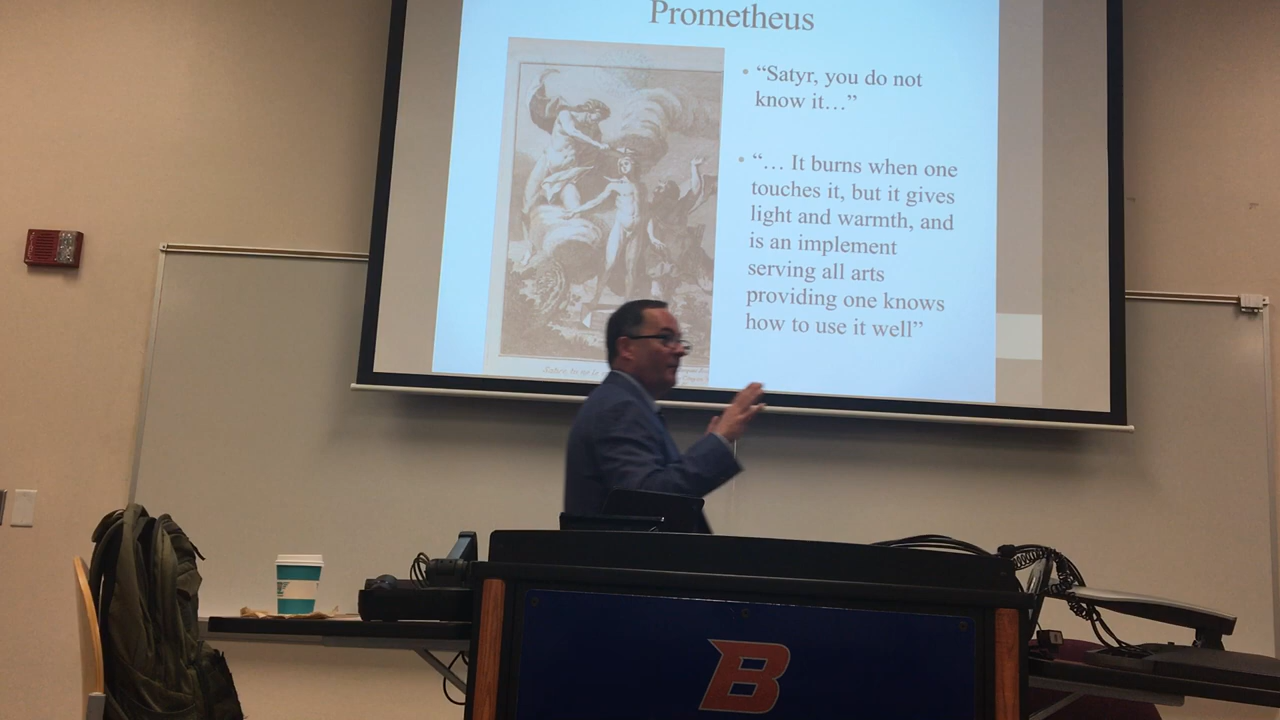 Prometheus
• “Satyr, you do not
know it…”
• “… It burns when one
touches it, but it gives
light and warmth, and
is an implement
serving all arts
providing one knows
how to use it well”
B